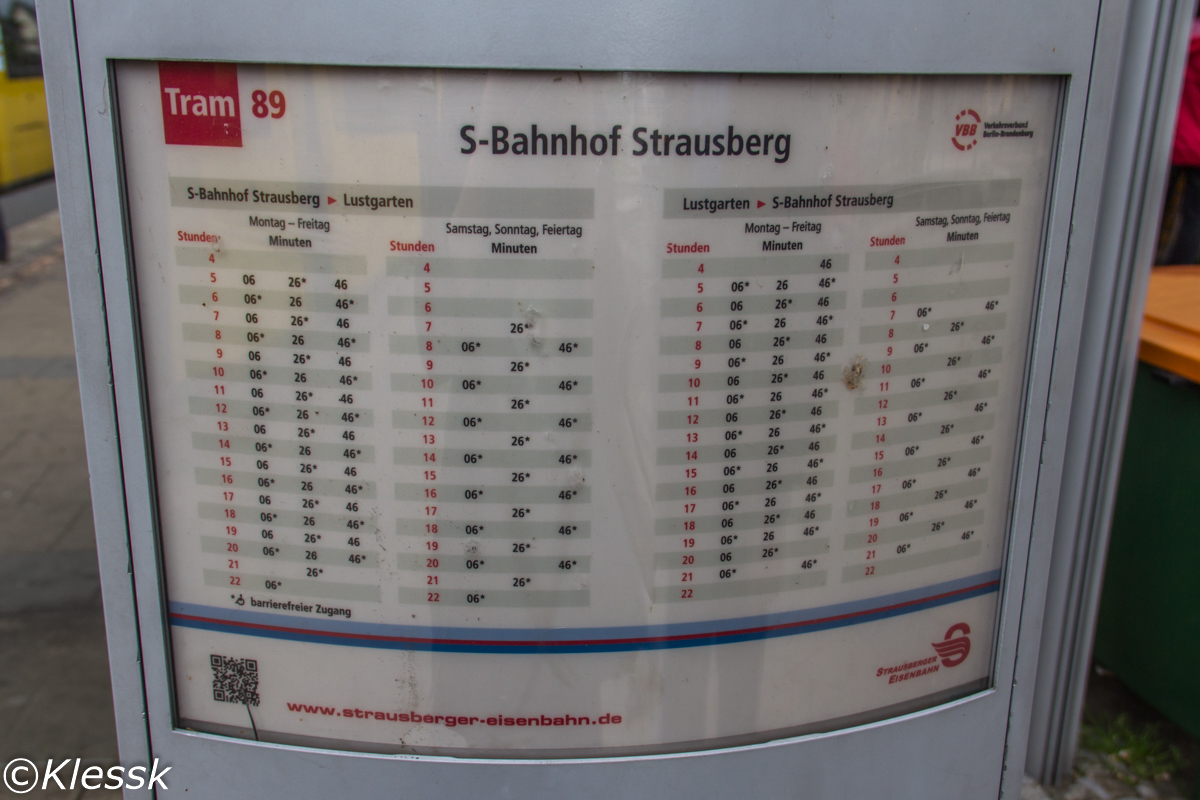 Tram 89
S-Bahnhof Strausberg
VBB Verkehrsverbund
Berlin-Brandenburg
S-Bahnhof Strausberg ► Lustgarten
Montag – Freitag
Stunden Minuten
4
5 06 26* 46
6 06* 26 46*
7 06 26* 46
8 06* 26 46*
9 06 26* 46
10 06* 26 46*
11 06 26* 46
12 06* 26 46*
13 06 26* 46
14 06* 26 46*
15 06 26* 46
16 06* 26 46*
17 06 26* 46
18 06* 26 46*
19 06 26* 46
20 06* 26 46*
21 26*
22 06*
* barrierefreier Zugang
Samstag, Sonntag, Feiertag
Stunden Minuten
4
5
6
7 26*
8 06* 46*
9 26*
10 06* 46*
11 26*
12 06* 46*
13 26*
14 06* 46*
15 26*
16 06* 46*
17 26*
18 06* 46*
19 26*
20 06* 46*
21 26*
22 06*
Lustgarten ► S-Bahnhof Strausberg
Montag – Freitag
Stunden Minuten
4 46
5 06* 26 46*
6 06 26* 46
7 06* 26 46*
8 06 26* 46
9 06* 26 46*
10 06 26* 46
11 06* 26 46*
12 06 26* 46
13 06* 26 46*
14 06 26* 46
15 06* 26 46*
16 06 26* 46
17 06* 26 46*
18 06 26* 46
19 06* 26 46*
20 06 26*
21 06* 46*
22
Samstag, Sonntag, Feiertag
Stunden Minuten
4
5
6
7 06* 46*
8 26*
9 06* 46*
10 26*
11 06* 46*
12 26*
13 06* 46*
14 26*
15 06* 46*
16 26*
17 06* 46*
18 26*
19 06* 46*
20 26*
21 06* 46*
22
STRAUSBERGER
EISENBAHN
www.strausberger-eisenbahn.de
©Klessk